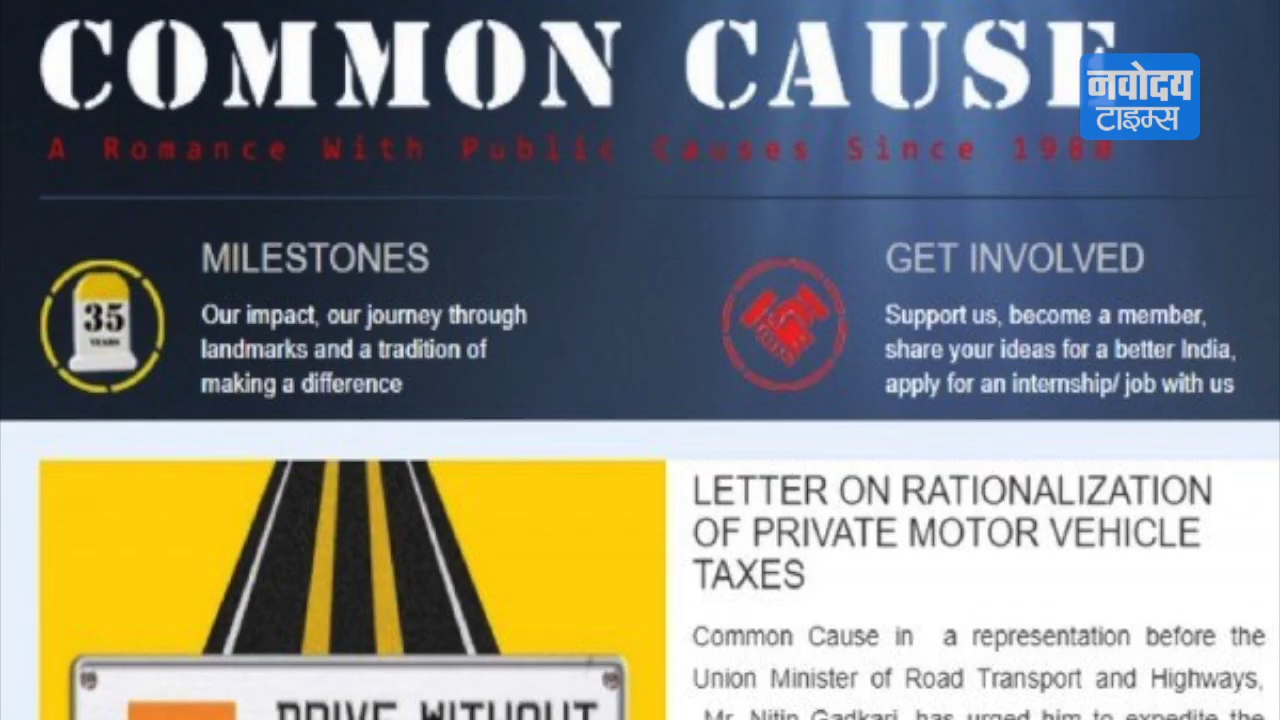 COMMON CAUSE
नवोदय
टाइम्स
A Romance With Public Causes Since 1980
MILESTONES
35
YEARS
Our impact, our journey through
landmarks and a tradition of
making a difference
GET INVOLVED
Support us, become a member,
share your ideas for a better India,
apply for an internship/ job with us
LETTER ON RATIONALIZATION
OF PRIVATE MOTOR VEHICLE
TAXES
Common Cause in a representation before the
Union Minister of Road Transport and Highways,
Mr. Nitin Gadkari, has urged him to expedite the
DRIVE WITHOUT